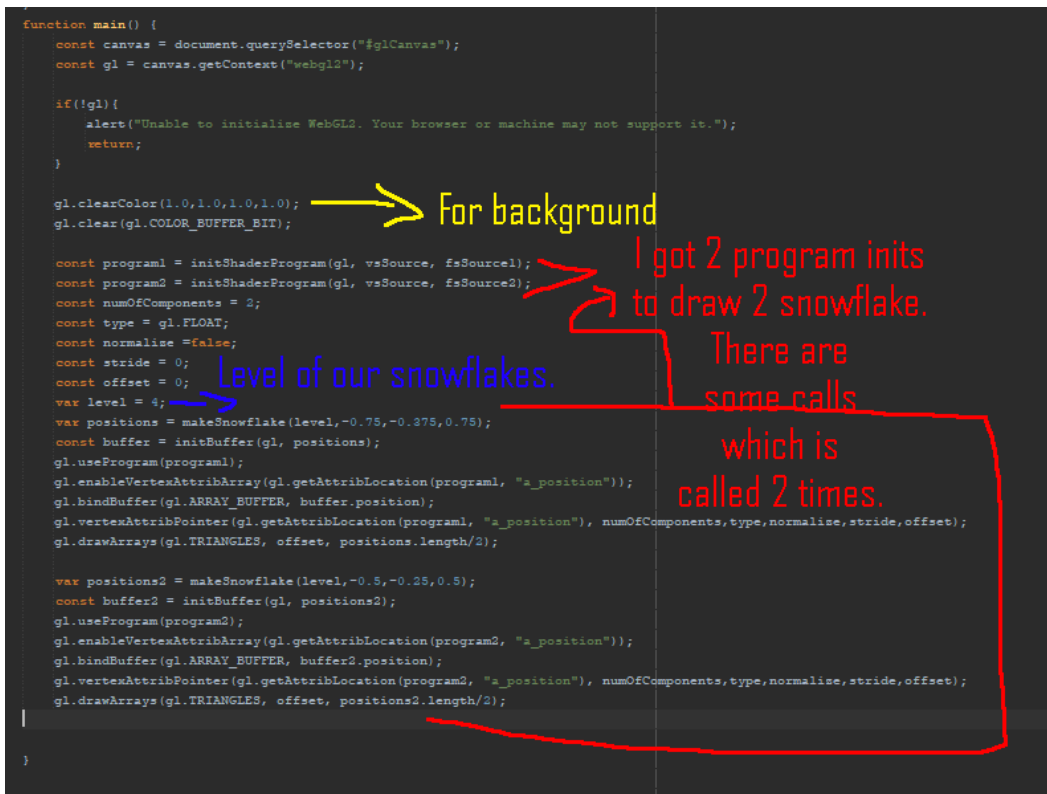 function main() {
const canvas = document.querySelector("#glCanvas");
const gl = canvas.getContext("webgl2");
if(!gl){
alert("Unable to initialize WebGL2. Your browser or machine may not support it.");
return;
}
gl.clearColor(1.0,1.0,1.0,1.0);
For background
gl.clear(gl.COLOR_BUFFER_BIT);
const program1 = initShaderProgram(gl, vsSource, fsSource1);
const program2 = initShaderProgram(gl, vsSource, fsSource2);
I got 2 program inits
to draw 2 snowflake.
There are
some calls
which is
called 2 times.
const numOfComponents = 2;
const type = gl.FLOAT;
const normalize =false;
const stride = 0;
const offset = 0;
Level of our snowflakes.
var level = 4;
var positions = makeSnowflake(level,-0.75,-0.375,0.75);
const buffer = initBuffer(gl, positions);
gl.useProgram(program1);
gl.enableVertexAttribArray(gl.getAttribLocation(program1, "a_position"));
gl.bindBuffer(gl.ARRAY_BUFFER, buffer.position);
gl.vertexAttribPointer(gl.getAttribLocation(program1, "a_position"), numOfComponents,type,normalize,stride,offset);
gl.drawArrays(gl.TRIANGLES, offset, positions.length/2);
var positions2 = makeSnowflake(level,-0.5,-0.25,0.5);
const buffer2 = initBuffer(gl, positions2);
gl.useProgram(program2);
gl.enableVertexAttribArray(gl.getAttribLocation(program2, "a_position"));
gl.bindBuffer(gl.ARRAY_BUFFER, buffer2.position);
gl.vertexAttribPointer(gl.getAttribLocation(program2, "a_position"), numOfComponents,type,normalize,stride,offset);
gl.drawArrays(gl.TRIANGLES, offset, positions2.length/2);
}